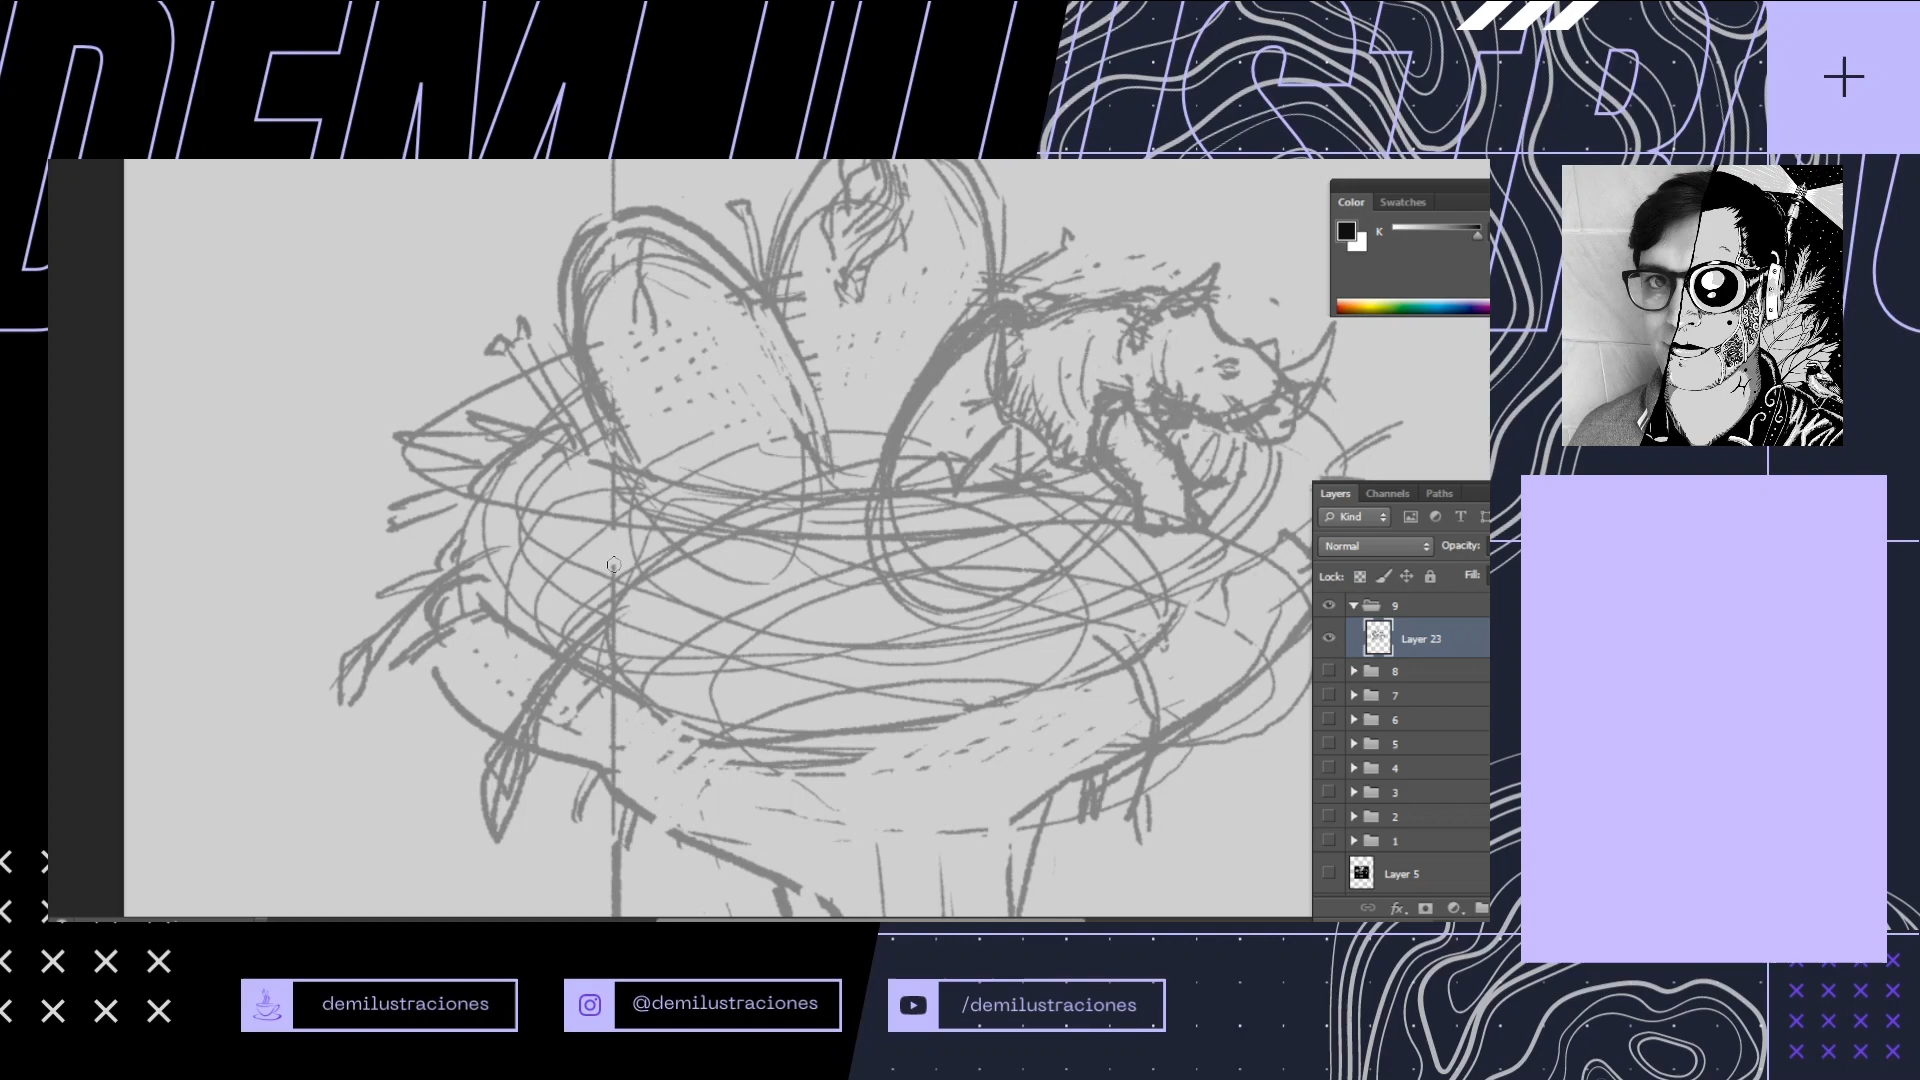 Color Swatches
K
Layers Channels Paths
Kind
Normal Opacity:
Lock: Fill:
9
Layer 23
8
7
6
5
4
3
2
1
Layer 5
fx
demilustraciones
@demilustraciones
/demilustraciones